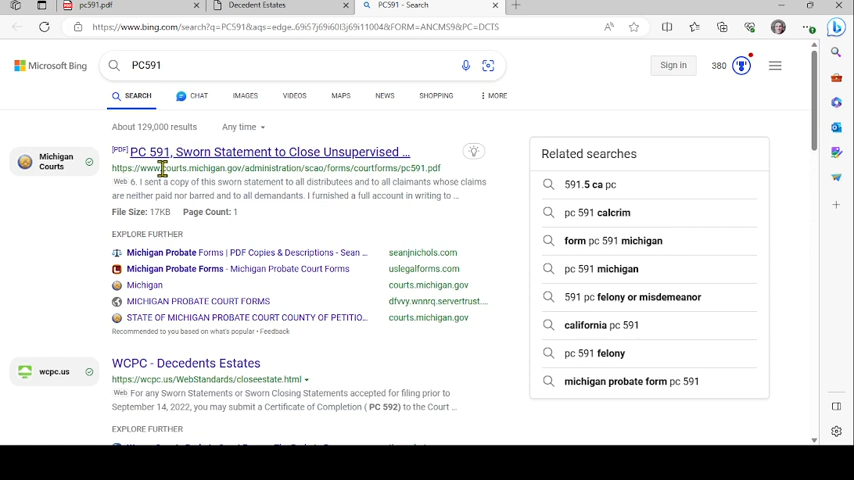 pc591.pdf
Decedent Estates
PC591 - Search
https://www.bing.com/search?q=PC591&aqs=edge..69i57j69i60l3j69i11004&FORM=ANCMS9&PC=DCTS
Microsoft Bing
PC591
Sign in
380
SEARCH
CHAT
IMAGES
VIDEOS
MAPS
NEWS
SHOPPING
MORE
About 129,000 results
Any time
Michigan
Courts
[PDF] PC 591, Sworn Statement to Close Unsupervised ...
https://www.courts.michigan.gov/administration/scao/forms/courtforms/pc591.pdf
Web 6. I sent a copy of this sworn statement to all distributees and to all claimants whose claims
are neither paid nor barred and to all demandants. I furnished a full account in writing to ...
File Size: 17KB Page Count: 1
EXPLORE FURTHER
Michigan Probate Forms | PDF Copies & Descriptions - Sean ... seanjnichols.com
Michigan Probate Forms - Michigan Probate Court Forms uslegalforms.com
Michigan courts.michigan.gov
MICHIGAN PROBATE COURT FORMS dfvvy.wnnrq.servertrust....
STATE OF MICHIGAN PROBATE COURT COUNTY OF PETITIO... courts.michigan.gov
Recommended to you based on what's popular • Feedback
wcpc.us
WCPC - Decedents Estates
https://wcpc.us/WebStandards/closeestate.html
Web For any Sworn Statements or Sworn Closing Statements accepted for filing prior to
September 14, 2022, you may submit a Certificate of Completion ( PC 592) to the Court ...
EXPLORE FURTHER
Related searches
591.5 ca pc
pc 591 calcrim
form pc 591 michigan
pc 591 michigan
591 pc felony or misdemeanor
california pc 591
pc 591 felony
michigan probate form pc 591